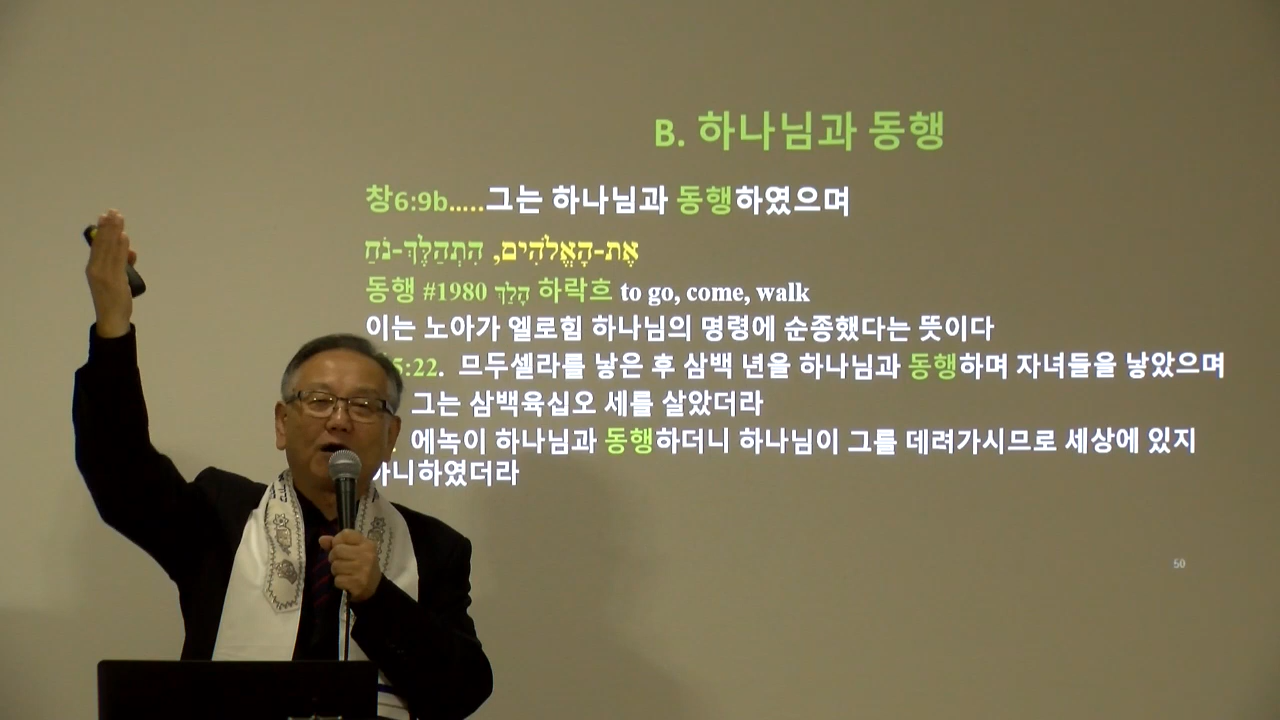 B. 하나님과 동행
창6:9b.....그는 하나님과 동행하였으며
אֶת-הָאֱלֹהִים, הִתְהַלֶּךְ-נֹחַ
동행 #1980 הָלַךְ 하락흐 to go, come, walk
이는 노아가 엘로힘 하나님의 명령에 순종했다는 뜻이다
5:22. 므두셀라를 낳은 후 삼백 년을 하나님과 동행하며 자녀들을 낳았으며
그는 삼백육십오 세를 살았더라
에녹이 하나님과 동행하더니 하나님이 그를 데려가시므로 세상에 있지
아니하였더라
50